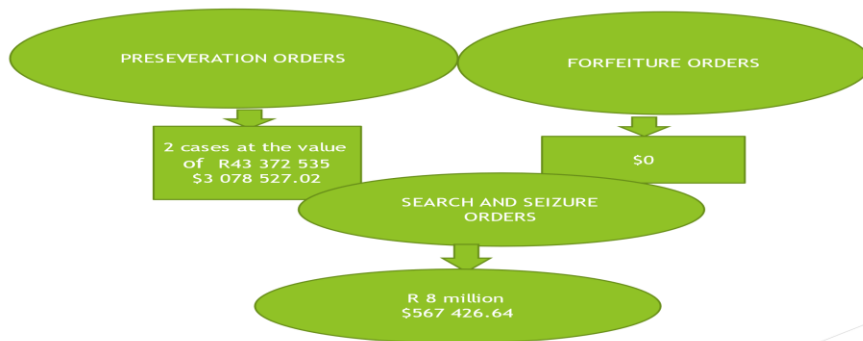 PRESEVERATION ORDERS
FORFEITURE ORDERS
2 cases at the value
of R43 372 535
$3 078 527.02
$0
SEARCH AND SEIZURE
ORDERS
R 8 million
$567 426.64